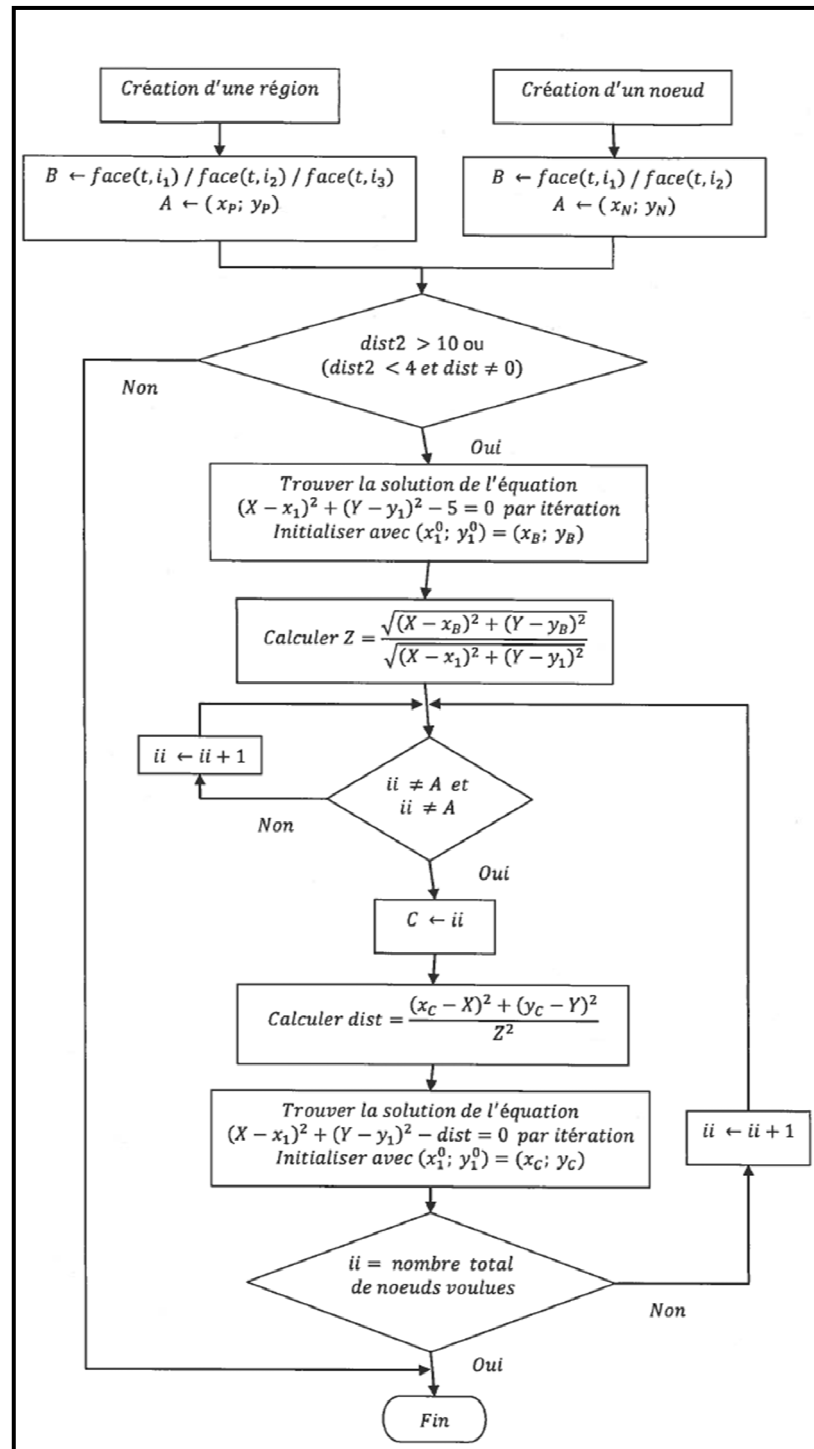 Création d'une région
Création d'un noeud
B ← face(t, i₁) / face(t, i₂) / face(t, i₃)
A ← ( x_P; y_P)
B ← face(t, i₁) / face(t, i₂)
A ← ( x_N; y_N)
dist2 > 10 ou
(dist2 < 4 et dist ≠ 0)
Non
Oui
Trouver la solution de l'équation
(X − x₁)² + (Y − y₁)² − 5 = 0 par itération
Initialiser avec (x₁⁰; y₁⁰) = (x_B; y_B)
Calculer Z = √((X − x_B)² + (Y − y_B)²) / √((X − x₁)² + (Y − y₁)²)
ii ← ii + 1
ii ≠ A et
ii ≠ A
Non
Oui
C ← ii
Calculer dist = ((x_C − X)² + (y_C − Y)²) / Z²
Trouver la solution de l'équation
(X − x₁)² + (Y − y₁)² − dist = 0 par itération
Initialiser avec (x₁⁰; y₁⁰) = (x_C; y_C)
ii ← ii + 1
ii = nombre total
de noeuds voulues
Non
Oui
Fin